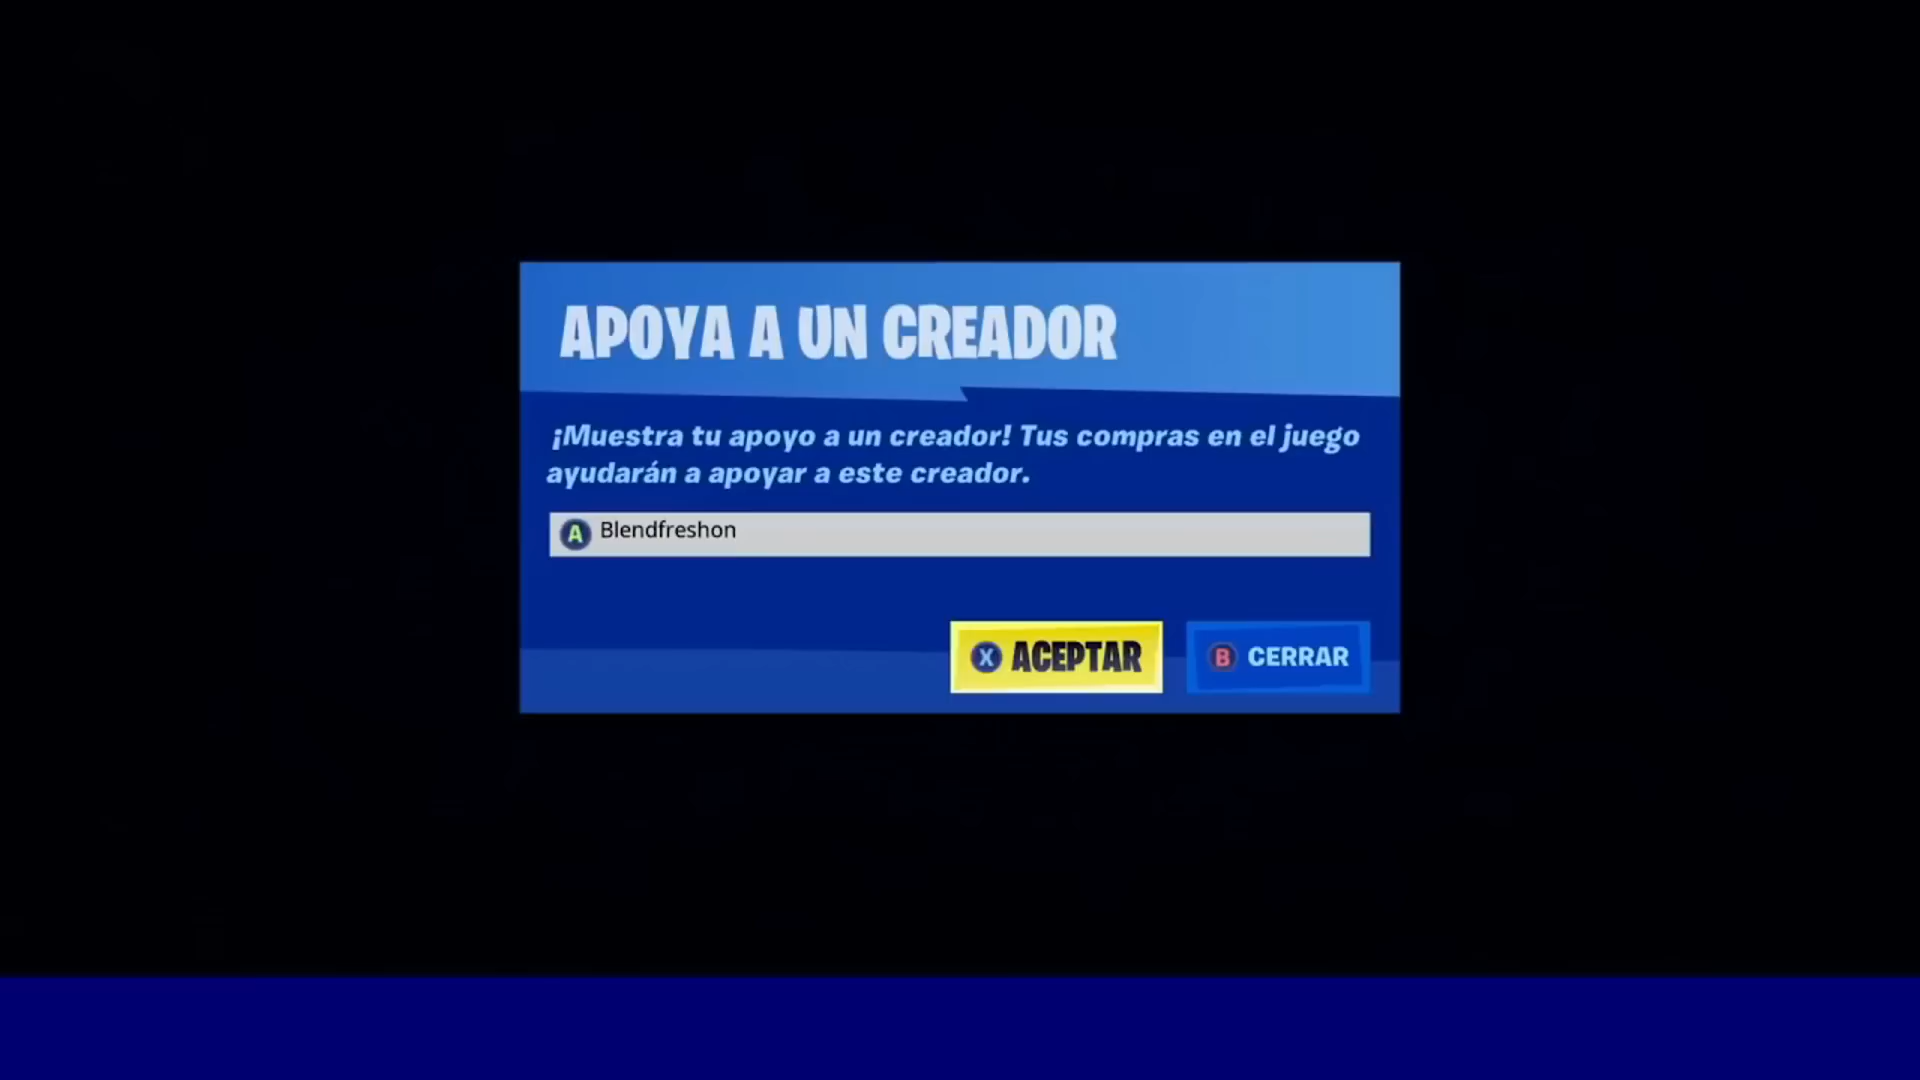 APOYA A UN CREADOR
¡Muestra tu apoyo a un creador! Tus compras en el juego
ayudarán a apoyar a este creador.
A Blendfreshon
X ACEPTAR
B CERRAR